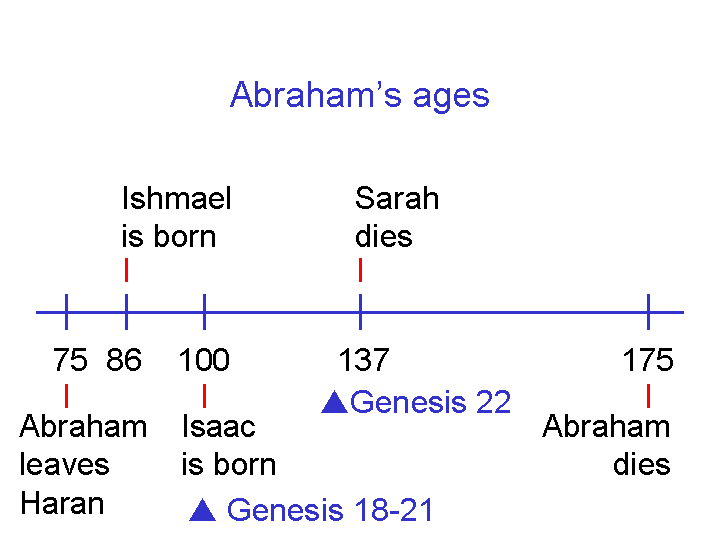 Abraham's ages
Ishmael
is born
Sarah
dies
75 86 100 137 175
▲Genesis 22
Abraham
leaves
Haran
Isaac
is born
Abraham
dies
▲ Genesis 18-21